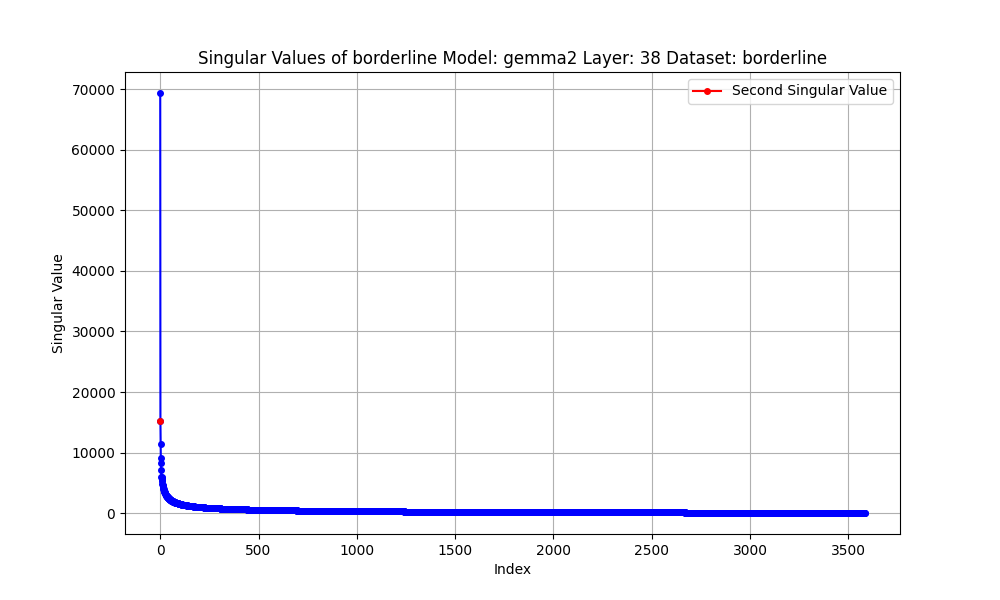 Singular Values of borderline Model: gemma2 Layer: 38 Dataset: borderline
Second Singular Value
70000
60000
50000
40000
30000
20000
10000
0
Singular Value
0 500 1000 1500 2000 2500 3000 3500
Index